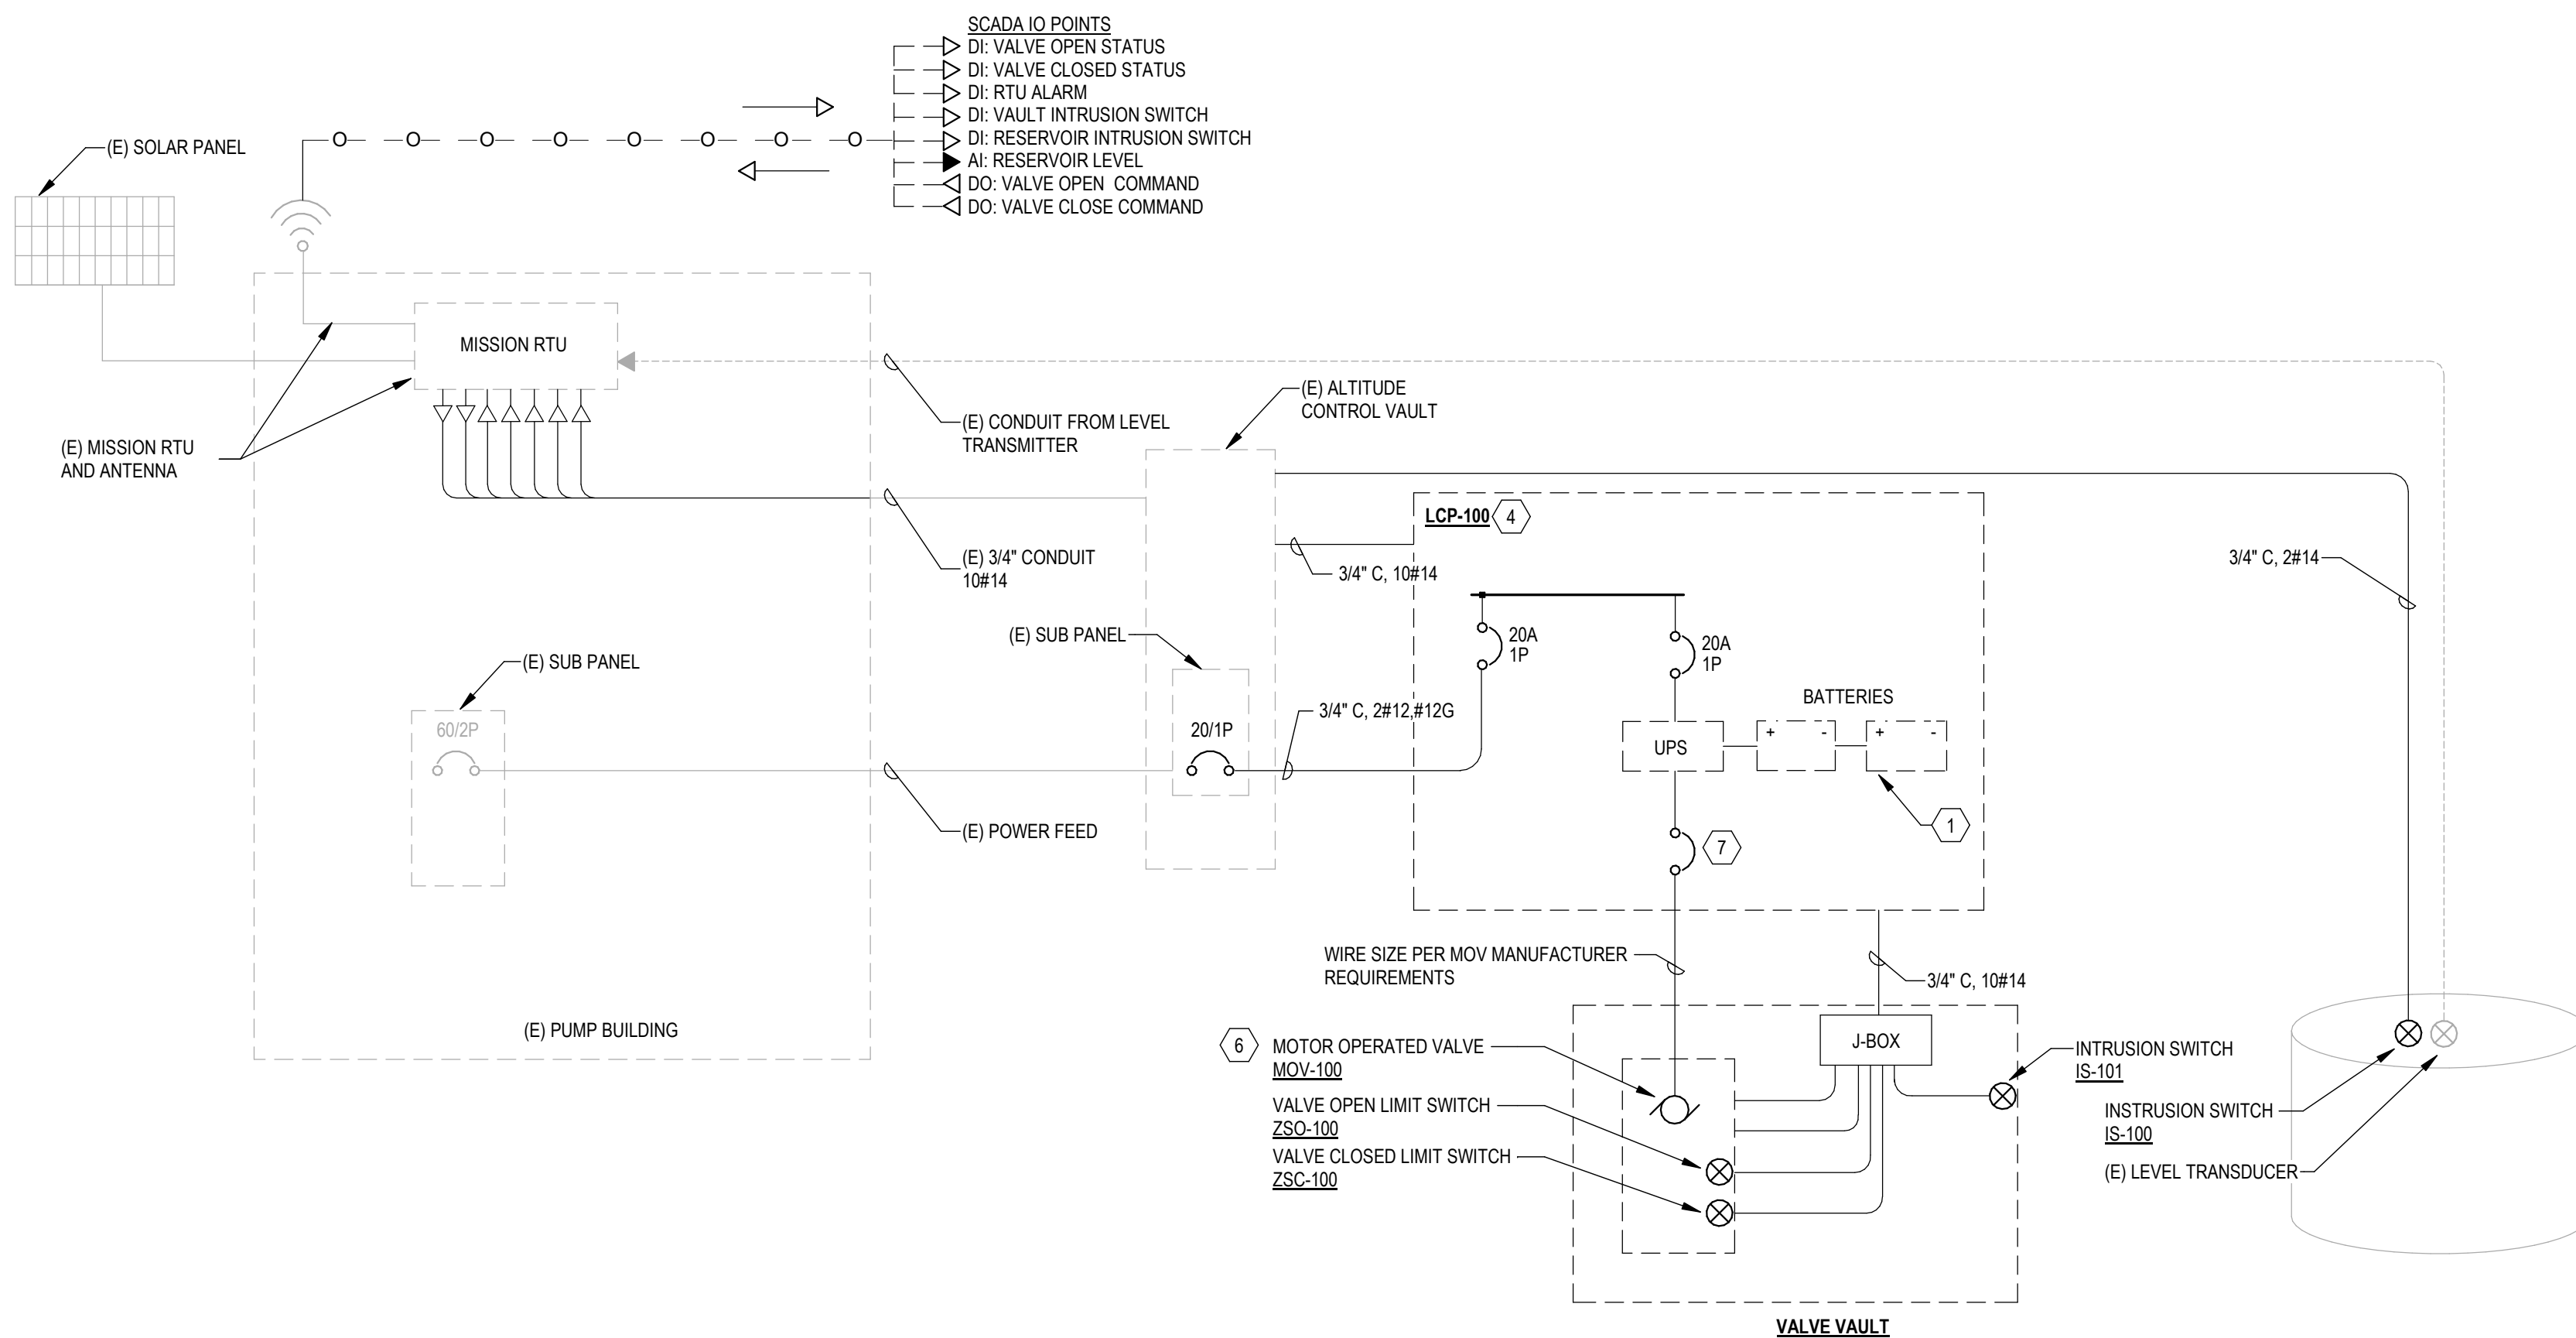 SCADA IO POINTS
DI: VALVE OPEN STATUS
DI: VALVE CLOSED STATUS
DI: RTU ALARM
DI: VAULT INTRUSION SWITCH
DI: RESERVOIR INTRUSION SWITCH
AI: RESERVOIR LEVEL
DO: VALVE OPEN COMMAND
DO: VALVE CLOSE COMMAND
(E) SOLAR PANEL
MISSION RTU
(E) MISSION RTU
AND ANTENNA
(E) CONDUIT FROM LEVEL
TRANSMITTER
(E) ALTITUDE
CONTROL VAULT
LCP-100
4
(E) 3/4" CONDUIT
10#14
3/4" C, 10#14
3/4" C, 2#14
(E) SUB PANEL
60/2P
(E) SUB PANEL
20/1P
3/4" C, 2#12,#12G
20A
1P
20A
1P
BATTERIES
UPS
+ -
+ -
1
7
(E) POWER FEED
(E) PUMP BUILDING
WIRE SIZE PER MOV MANUFACTURER
REQUIREMENTS
3/4" C, 10#14
6
MOTOR OPERATED VALVE
MOV-100
VALVE OPEN LIMIT SWITCH
ZSO-100
VALVE CLOSED LIMIT SWITCH
ZSC-100
J-BOX
INTRUSION SWITCH
IS-101
INSTRUSION SWITCH
IS-100
(E) LEVEL TRANSDUCER
VALVE VAULT